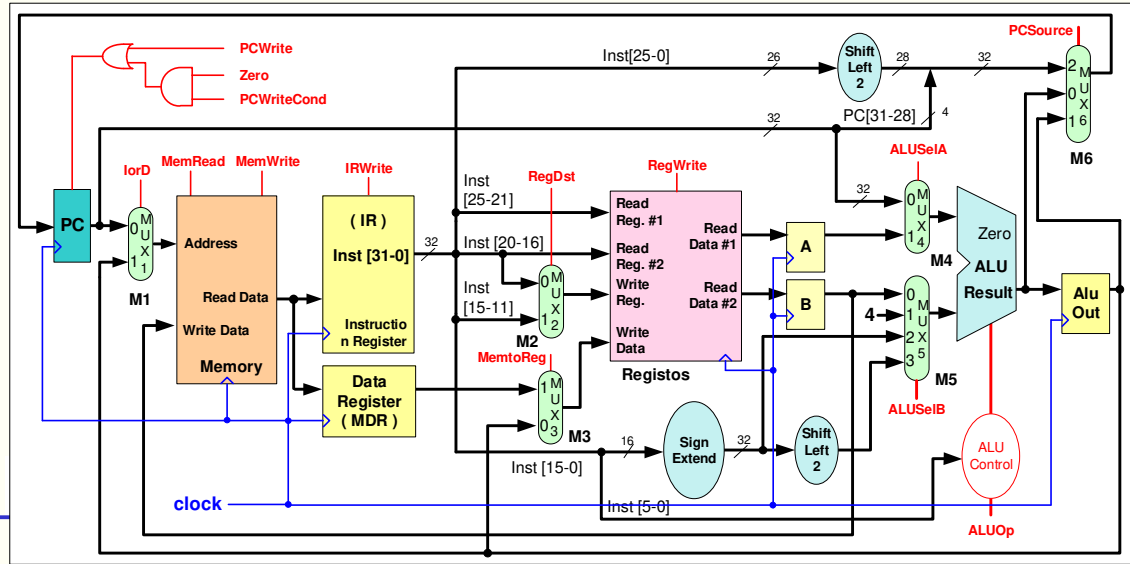 PCWrite
Zero
PCWriteCond
Inst[25-0]
26
Shift
Left
2
28
32
PCSource
2
0
1
M
U
X
6
M6
PC[31-28]
4
32
IorD
MemRead
MemWrite
IRWrite
RegDst
RegWrite
ALUSelA
PC
0
1
M
U
X
1
M1
Address
Read Data
Write Data
Memory
( IR )
Inst [31-0]
Instructio
n Register
32
Inst
[25-21]
Inst [20-16]
Inst
[15-11]
0
1
M
U
X
2
M2
MemtoReg
Data
Register
( MDR )
1
0
M
U
X
3
M3
Read
Reg. #1
Read
Reg. #2
Write
Reg.
Write
Data
Read
Data #1
Read
Data #2
Registos
A
B
32
0
1
M
U
X
4
M4
4
0
1
2
3
M
U
X
5
M5
ALUSelB
Zero
ALU
Result
Alu
Out
Inst [15-0]
16
Sign
Extend
32
Shift
Left
2
ALU
Control
ALUOp
clock
Inst [5-0]